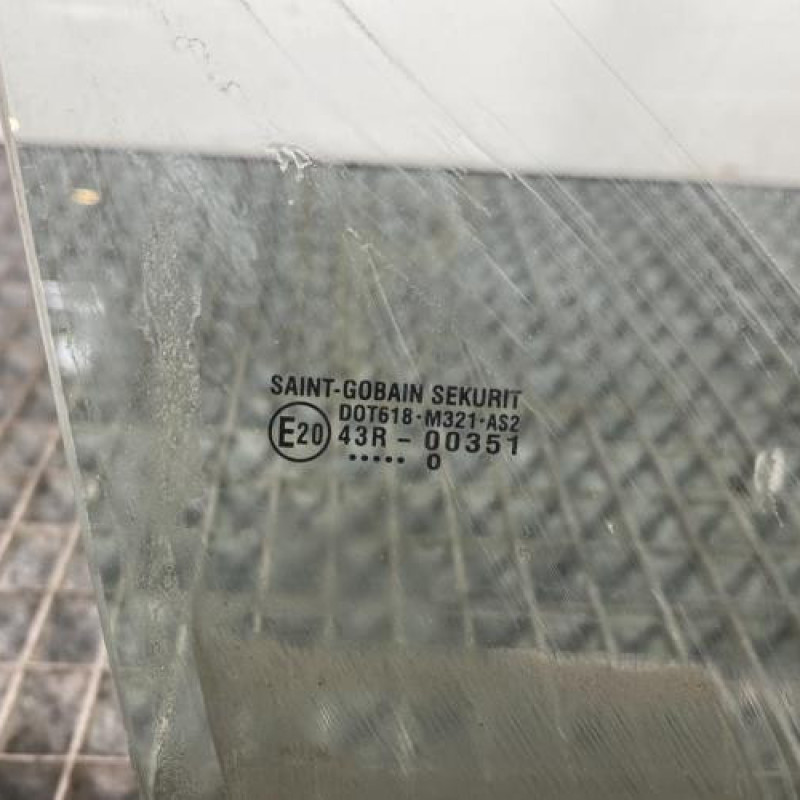 SAINT-GOBAIN SEKURIT
DOT618·M321·AS2
E20 43R - 00351
····· 0